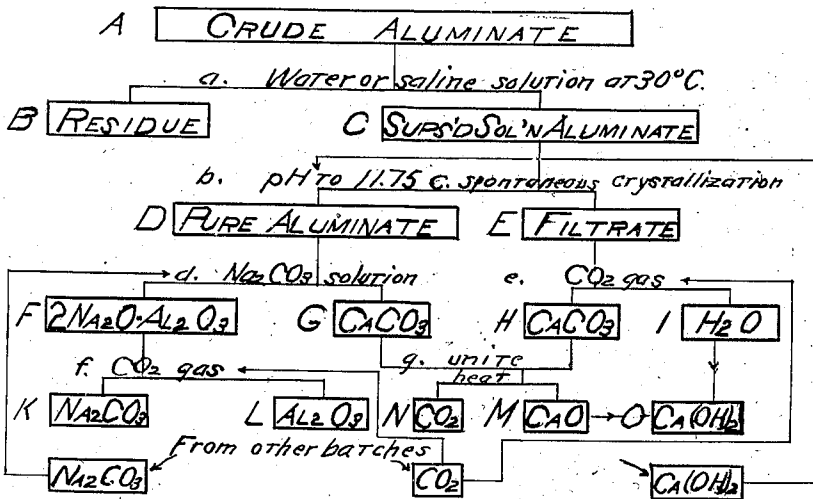 A CRUDE ALUMINATE
a. Water or saline solution at 30°C.
B RESIDUE C SUPS'D SOL'N ALUMINATE
b. pH to 11.75 c. spontaneous crystallization
D PURE ALUMINATE E FILTRATE
d. Na2CO3 solution e. CO2 gas
F 2NA2O·AL2O3 G CACO3 H CACO3 I H2O
f. CO2 gas g. unite
heat
K NA2CO3 L AL2O3 N CO2 M CAO O CA(OH)2
From other batches
NA2CO3 CO2 CA(OH)2